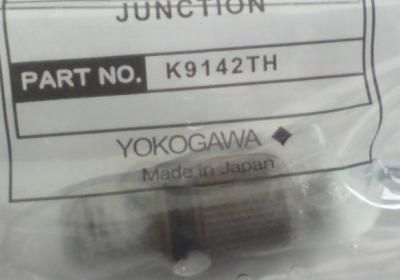 JUNCTION
PART NO. K9142TH
YOKOGAWA
Made in Japan